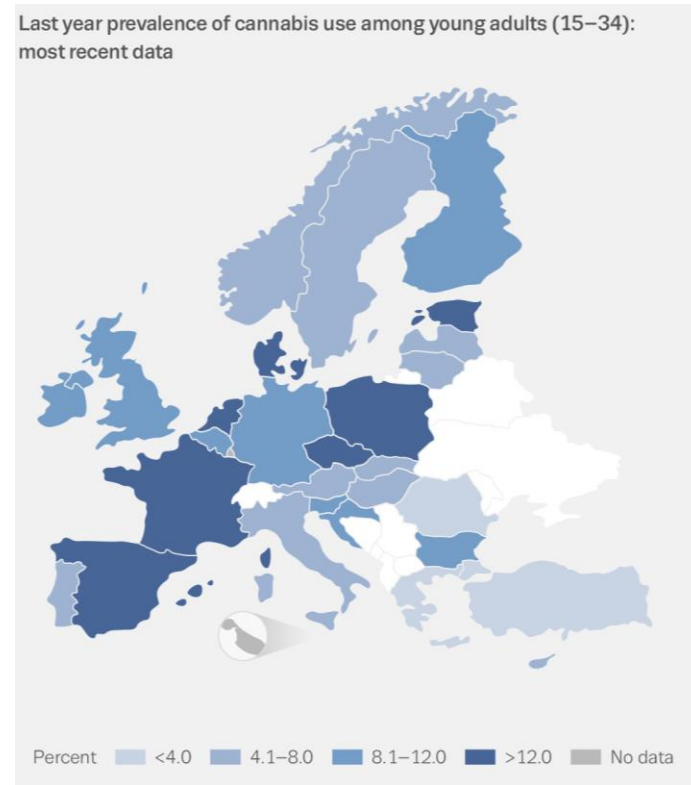 Last year prevalence of cannabis use among young adults (15–34):
most recent data
Percent <4.0 4.1–8.0 8.1–12.0 >12.0 No data